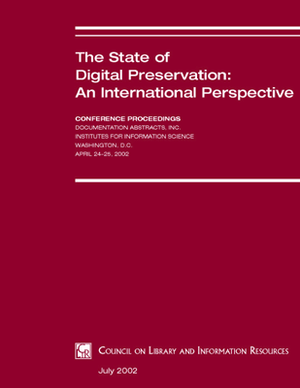 The State of
Digital Preservation:
An International Perspective
CONFERENCE PROCEEDINGS
DOCUMENTATION ABSTRACTS, INC.
INSTITUTES FOR INFORMATION SCIENCE
WASHINGTON, D.C.
APRIL 24-25, 2002
COUNCIL ON LIBRARY AND INFORMATION RESOURCES
July 2002